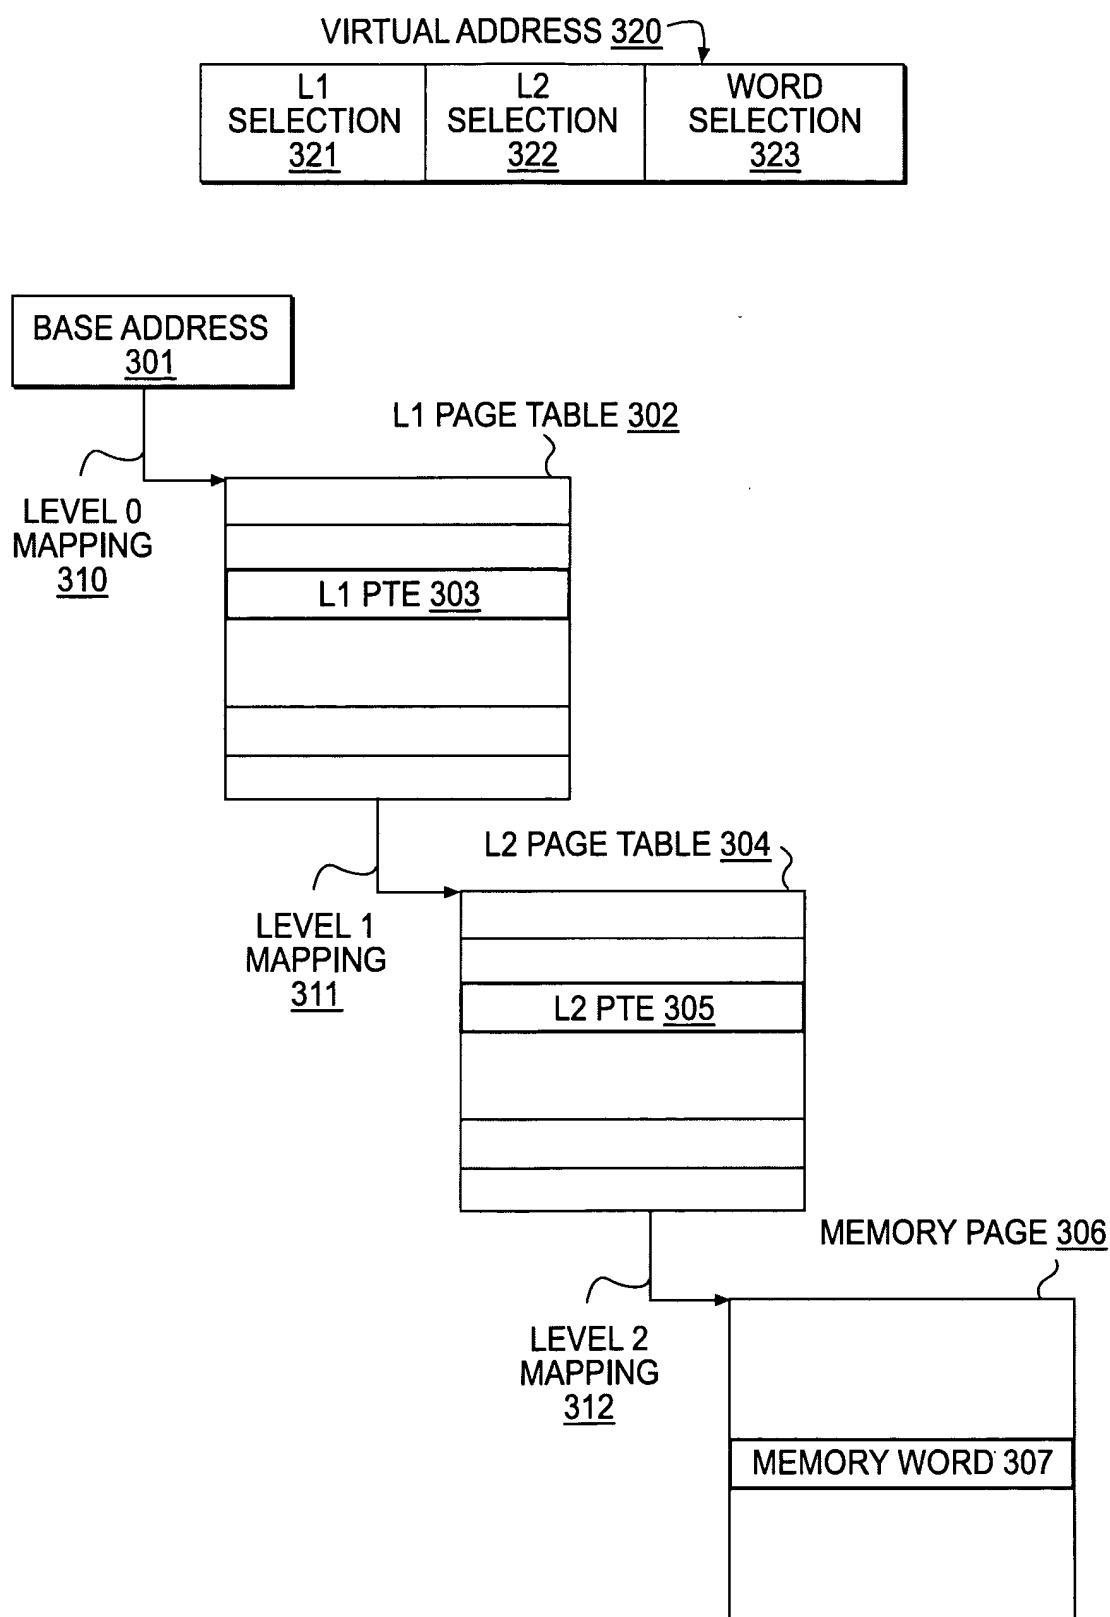 VIRTUAL ADDRESS 320
L1
SELECTION
321
L2
SELECTION
322
WORD
SELECTION
323
BASE ADDRESS
301
L1 PAGE TABLE 302
LEVEL 0
MAPPING
310
L1 PTE 303
L2 PAGE TABLE 304
LEVEL 1
MAPPING
311
L2 PTE 305
MEMORY PAGE 306
LEVEL 2
MAPPING
312
MEMORY WORD 307